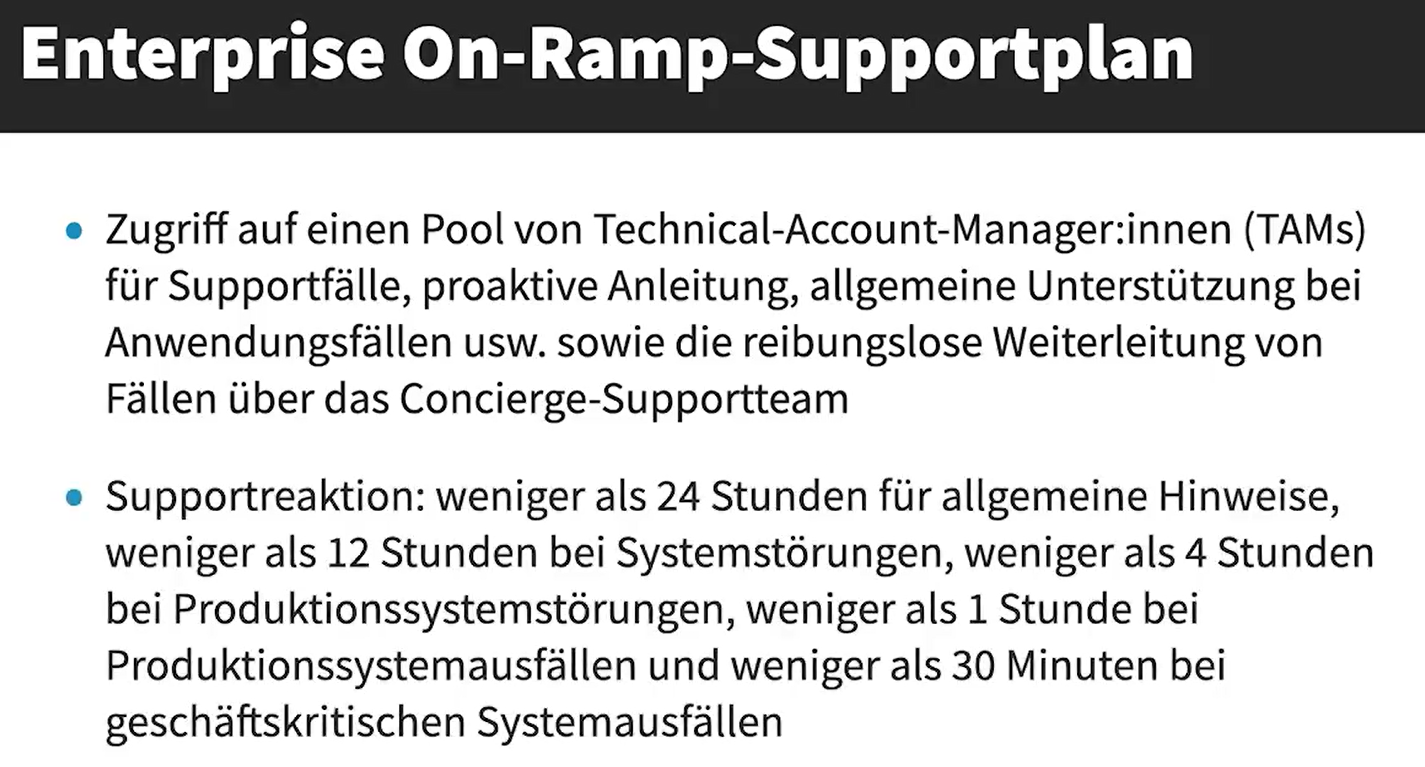 Enterprise On-Ramp-Supportplan
• Zugriff auf einen Pool von Technical-Account-Manager:innen (TAMs)
für Supportfälle, proaktive Anleitung, allgemeine Unterstützung bei
Anwendungsfällen usw. sowie die reibungslose Weiterleitung von
Fällen über das Concierge-Supportteam
• Supportreaktion: weniger als 24 Stunden für allgemeine Hinweise,
weniger als 12 Stunden bei Systemstörungen, weniger als 4 Stunden
bei Produktionssystemstörungen, weniger als 1 Stunde bei
Produktionssystemausfällen und weniger als 30 Minuten bei
geschäftskritischen Systemausfällen